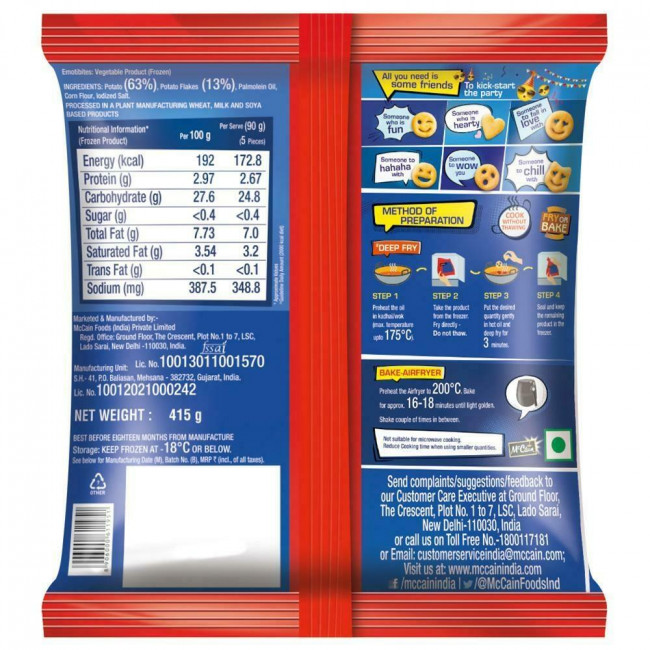 Emotibites: Vegetable Product (Frozen)
INGREDIENTS: Potato (63%), Potato Flakes (13%), Palmolein Oil,
Corn Flour, Iodized Salt.
PROCESSED IN A PLANT MANUFACTURING WHEAT, MILK AND SOYA
BASED PRODUCTS
Nutritional Information* Per 100 g Per Serve (90 g)
(Frozen Product) (5 Pieces)
Energy (kcal) 192 172.8
Protein (g) 2.97 2.67
Carbohydrate (g) 27.6 24.8
Sugar (g) <0.4 <0.4
Total Fat (g) 7.73 7.0
Saturated Fat (g) 3.54 3.2
Trans Fat (g) <0.1 <0.1
Sodium (mg) 387.5 348.8
*Approximate Values
Marketed & Manufactured by:-
McCain Foods (India) Private Limited
Regd. Office: Ground Floor, The Crescent, Plot No.1 to 7, LSC,
Lado Sarai, New Delhi -110030, India.
fssai
Manufacturing Unit: Lic. No. 10013011001570
S.H.- 41, P.O. Baliasan, Mehsana - 382732, Gujarat, India.
Lic. No. 10012021000242
NET WEIGHT : 415 g
BEST BEFORE EIGHTEEN MONTHS FROM MANUFACTURE
Storage: KEEP FROZEN AT -18°C OR BELOW.
See below for Manufacturing Date (M), Batch No. (B), MRP ₹ (Incl., of all taxes).
OTHER
All you need is
some friends
To kick-start
the party
Someone
who is
fun
Someone
who is
hearty
Someone
to fall in
love
with
Someone to
hahaha
with
Someone
to WOW
you
Someone
to chill
with
METHOD OF
PREPARATION
COOK
WITHOUT
THAWING
FRY OR
BAKE
*DEEP FRY
STEP 1 STEP 2 STEP 3 STEP 4
Preheat the oil
in kadhai/wok
(max. temperature
upto 175°C)
Take the product
from the freezer.
Fry directly -
Do not thaw.
Put the desired
quantity gently
in hot oil and
deep fry for
3 minutes.
Seal and keep
the remaining
product in the
freezer.
BAKE-AIRFRYER
Preheat the Airfryer to 200°C. Bake
for approx. 16-18 minutes until light golden.
Shake couple of times in between.
Not suitable for microwave cooking.
Reduce Cooking time when using smaller quantities.
McCain
Send complaints/suggestions/feedback to
our Customer Care Executive at Ground Floor,
The Crescent, Plot No. 1 to 7, LSC, Lado Sarai,
New Delhi-110030, India
or call us on Toll Free No.-1800117181
or Email: customerserviceindia@mccain.com;
Visit us at: www.mccainindia.com
f /mccainindia | /@McCainFoodsInd